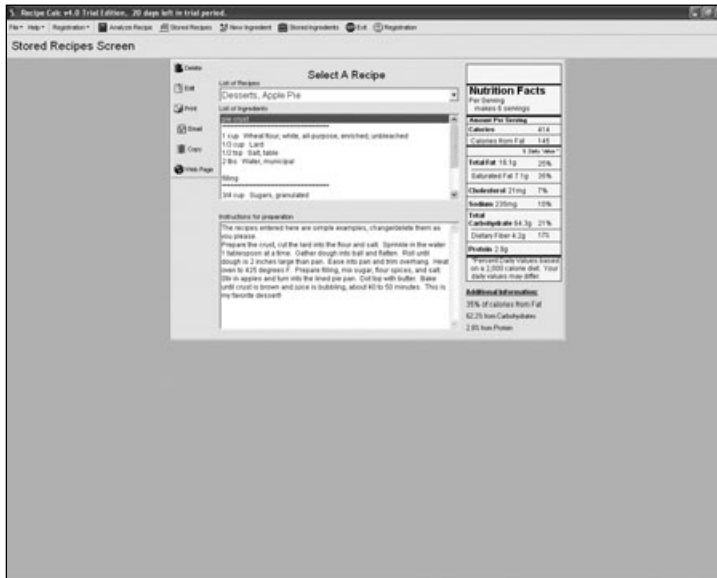 Recipe Calc v4.0 Trial Edition. 20 days left in trial period.
File Help Registration Analyze Recipe Stored Recipes New Ingredient Stored Ingredients Exit Registration
Stored Recipes Screen
Delete
Edit
Print
Email
Copy
Web Page
Select A Recipe
List of Recipes
Desserts, Apple Pie
List of Ingredients
pie crust
1 cup Wheat flour, white, all-purpose, enriched, unbleached
1/3 cup Lard
1/2 tsp Salt, table
2 tbs Water, municipal
filling
3/4 cup Sugars, granulated
Instructions for preparation
The recipes entered here are simple examples, change/delete them as
you please.
Prepare the crust, cut the lard into the flour and salt. Sprinkle in the water
1 tablespoon at a time. Gather dough into ball and flatten. Roll until
dough is 2 inches large than pan. Ease into pan and trim overhang. Heat
oven to 425 degrees F. Prepare filling, mix sugar, flour spices, and salt.
Stir in apples and turn into the lined pie pan. Dot top with butter. Bake
until crust is brown and juice is bubbling, about 40 to 50 minutes. This is
my favorite dessert!
Nutrition Facts
Per Serving
makes 6 servings
Amount Per Serving
Calories 414
Calories from Fat 145
% Daily Value *
Total Fat 16.1g 25%
Saturated Fat 7.1g 35%
Cholesterol 21mg 7%
Sodium 235mg 10%
Total
Carbohydrate 64.3g 21%
Dietary Fiber 4.2g 17%
Protein 2.9g
*Percent Daily Values based
on a 2,000 calorie diet. Your
daily values may differ.
Additional Information:
35% of calories from Fat
62.2% from Carbohydrates
2.8% from Protein